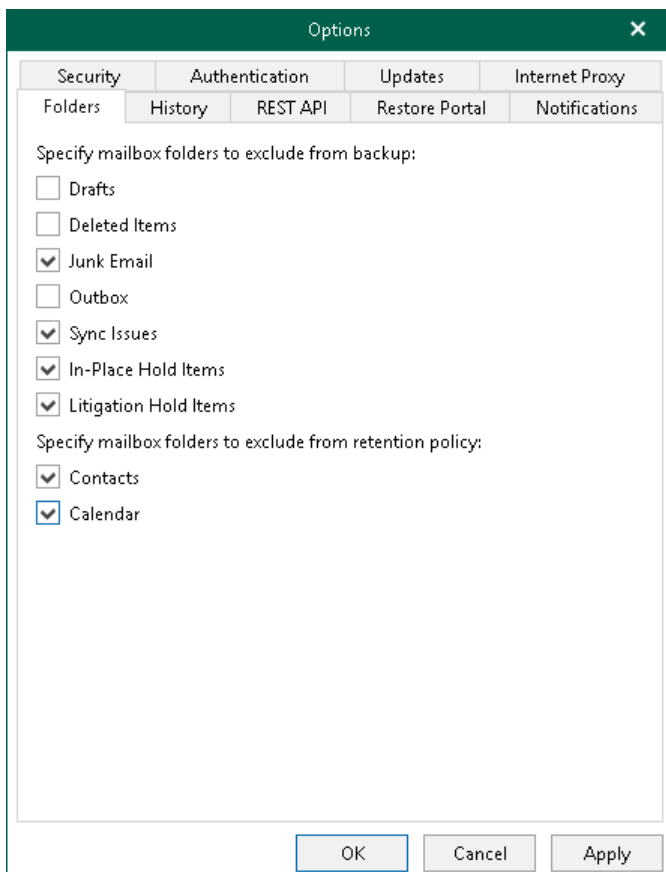 Options
Security Authentication Updates Internet Proxy
Folders History REST API Restore Portal Notifications
Specify mailbox folders to exclude from backup:
Drafts
Deleted Items
Junk Email
Outbox
Sync Issues
In-Place Hold Items
Litigation Hold Items
Specify mailbox folders to exclude from retention policy:
Contacts
Calendar
OK Cancel Apply